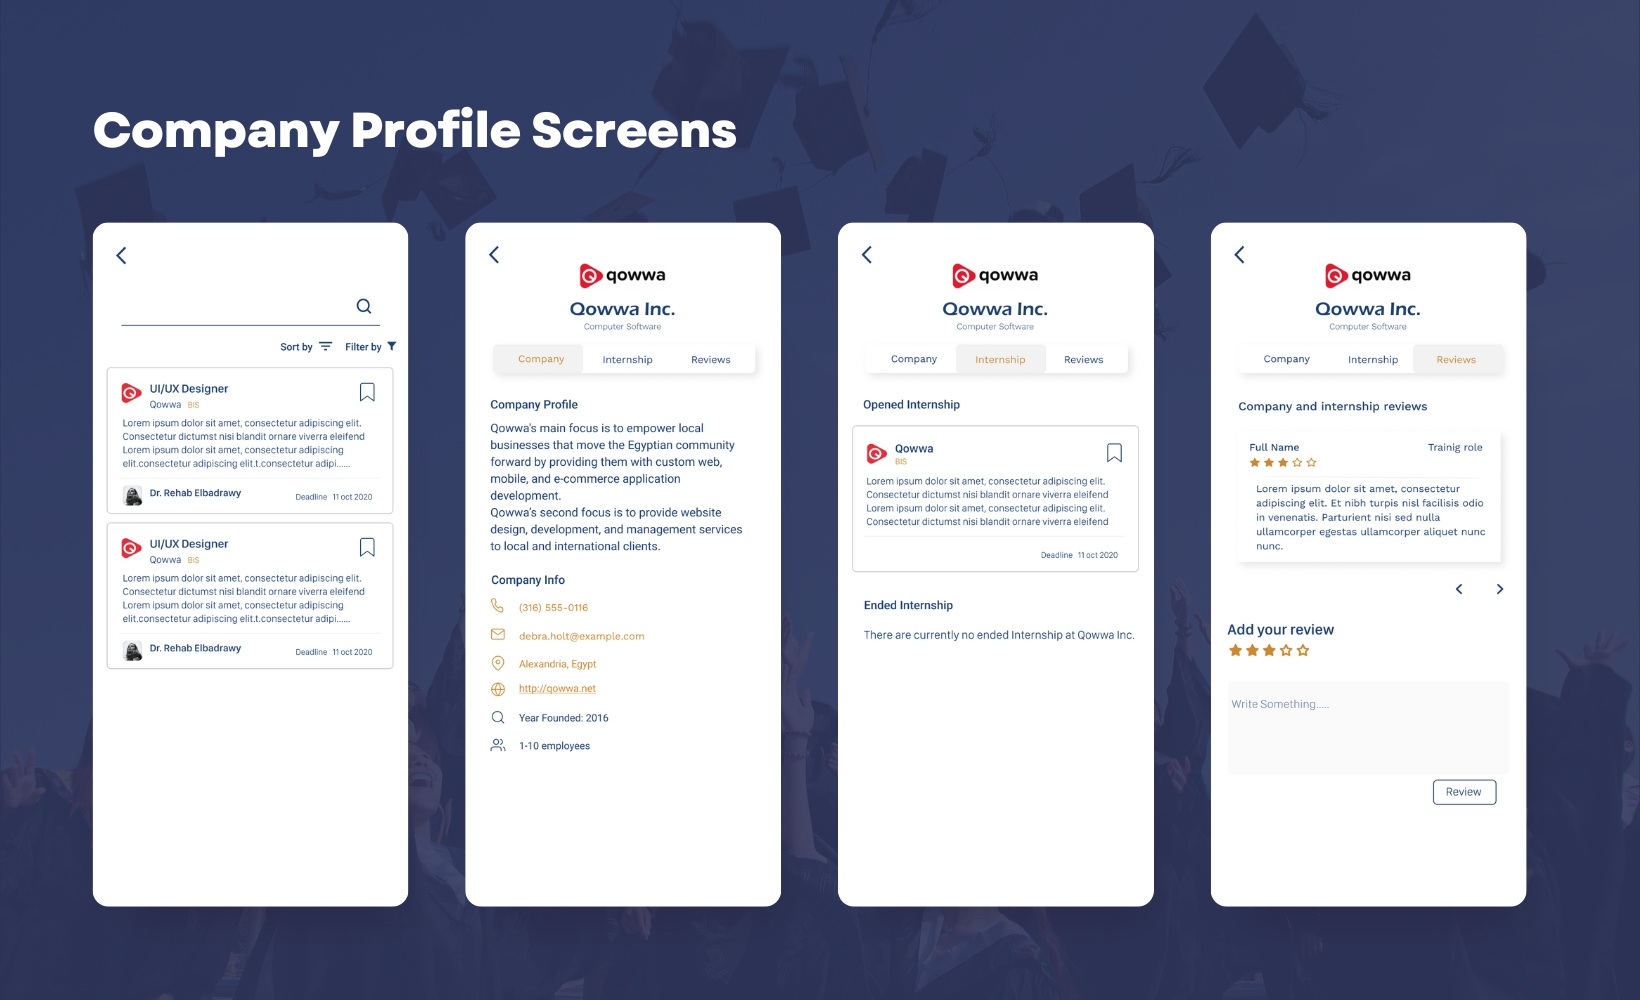 Company Profile Screens
Sort by
Filter by
UI/UX Designer
Qowwa BIS
Lorem ipsum dolor sit amet, consectetur adipiscing elit.
Consectetur dictumst nisi blandit ornare viverra eleifend
Lorem ipsum dolor sit amet, consectetur adipiscing
elit.consectetur adipiscing elit.t.consectetur adipi......
Dr. Rehab Elbadrawy
Deadline 11 oct 2020
UI/UX Designer
Qowwa BIS
Lorem ipsum dolor sit amet, consectetur adipiscing elit.
Consectetur dictumst nisi blandit ornare viverra eleifend
Lorem ipsum dolor sit amet, consectetur adipiscing
elit.consectetur adipiscing elit.t.consectetur adipi......
Dr. Rehab Elbadrawy
Deadline 11 oct 2020
qowwa
Qowwa Inc.
Computer Software
Company Internship Reviews
Company Profile
Qowwa's main focus is to empower local
businesses that move the Egyptian community
forward by providing them with custom web,
mobile, and e-commerce application
development.
Qowwa's second focus is to provide website
design, development, and management services
to local and international clients.
Company Info
(316) 555-0116
debra.holt@example.com
Alexandria, Egypt
http://qowwa.net
Year Founded: 2016
1-10 employees
qowwa
Qowwa Inc.
Computer Software
Company Internship Reviews
Opened Internship
Qowwa
BIS
Lorem ipsum dolor sit amet, consectetur adipiscing elit.
Consectetur dictumst nisi blandit ornare viverra eleifend
Lorem ipsum dolor sit amet, consectetur adipiscing elit.
Consectetur dictumst nisi blandit ornare viverra eleifend
Deadline 11 oct 2020
Ended Internship
There are currently no ended Internship at Qowwa Inc.
qowwa
Qowwa Inc.
Computer Software
Company Internship Reviews
Company and internship reviews
Full Name
Trainig role
Lorem ipsum dolor sit amet, consectetur
adipiscing elit. Et nibh turpis nisl facilisis odio
in venenatis. Parturient nisi sed nulla
ullamcorper egestas ullamcorper aliquet nunc
nunc.
Add your review
Write Something.....
Review